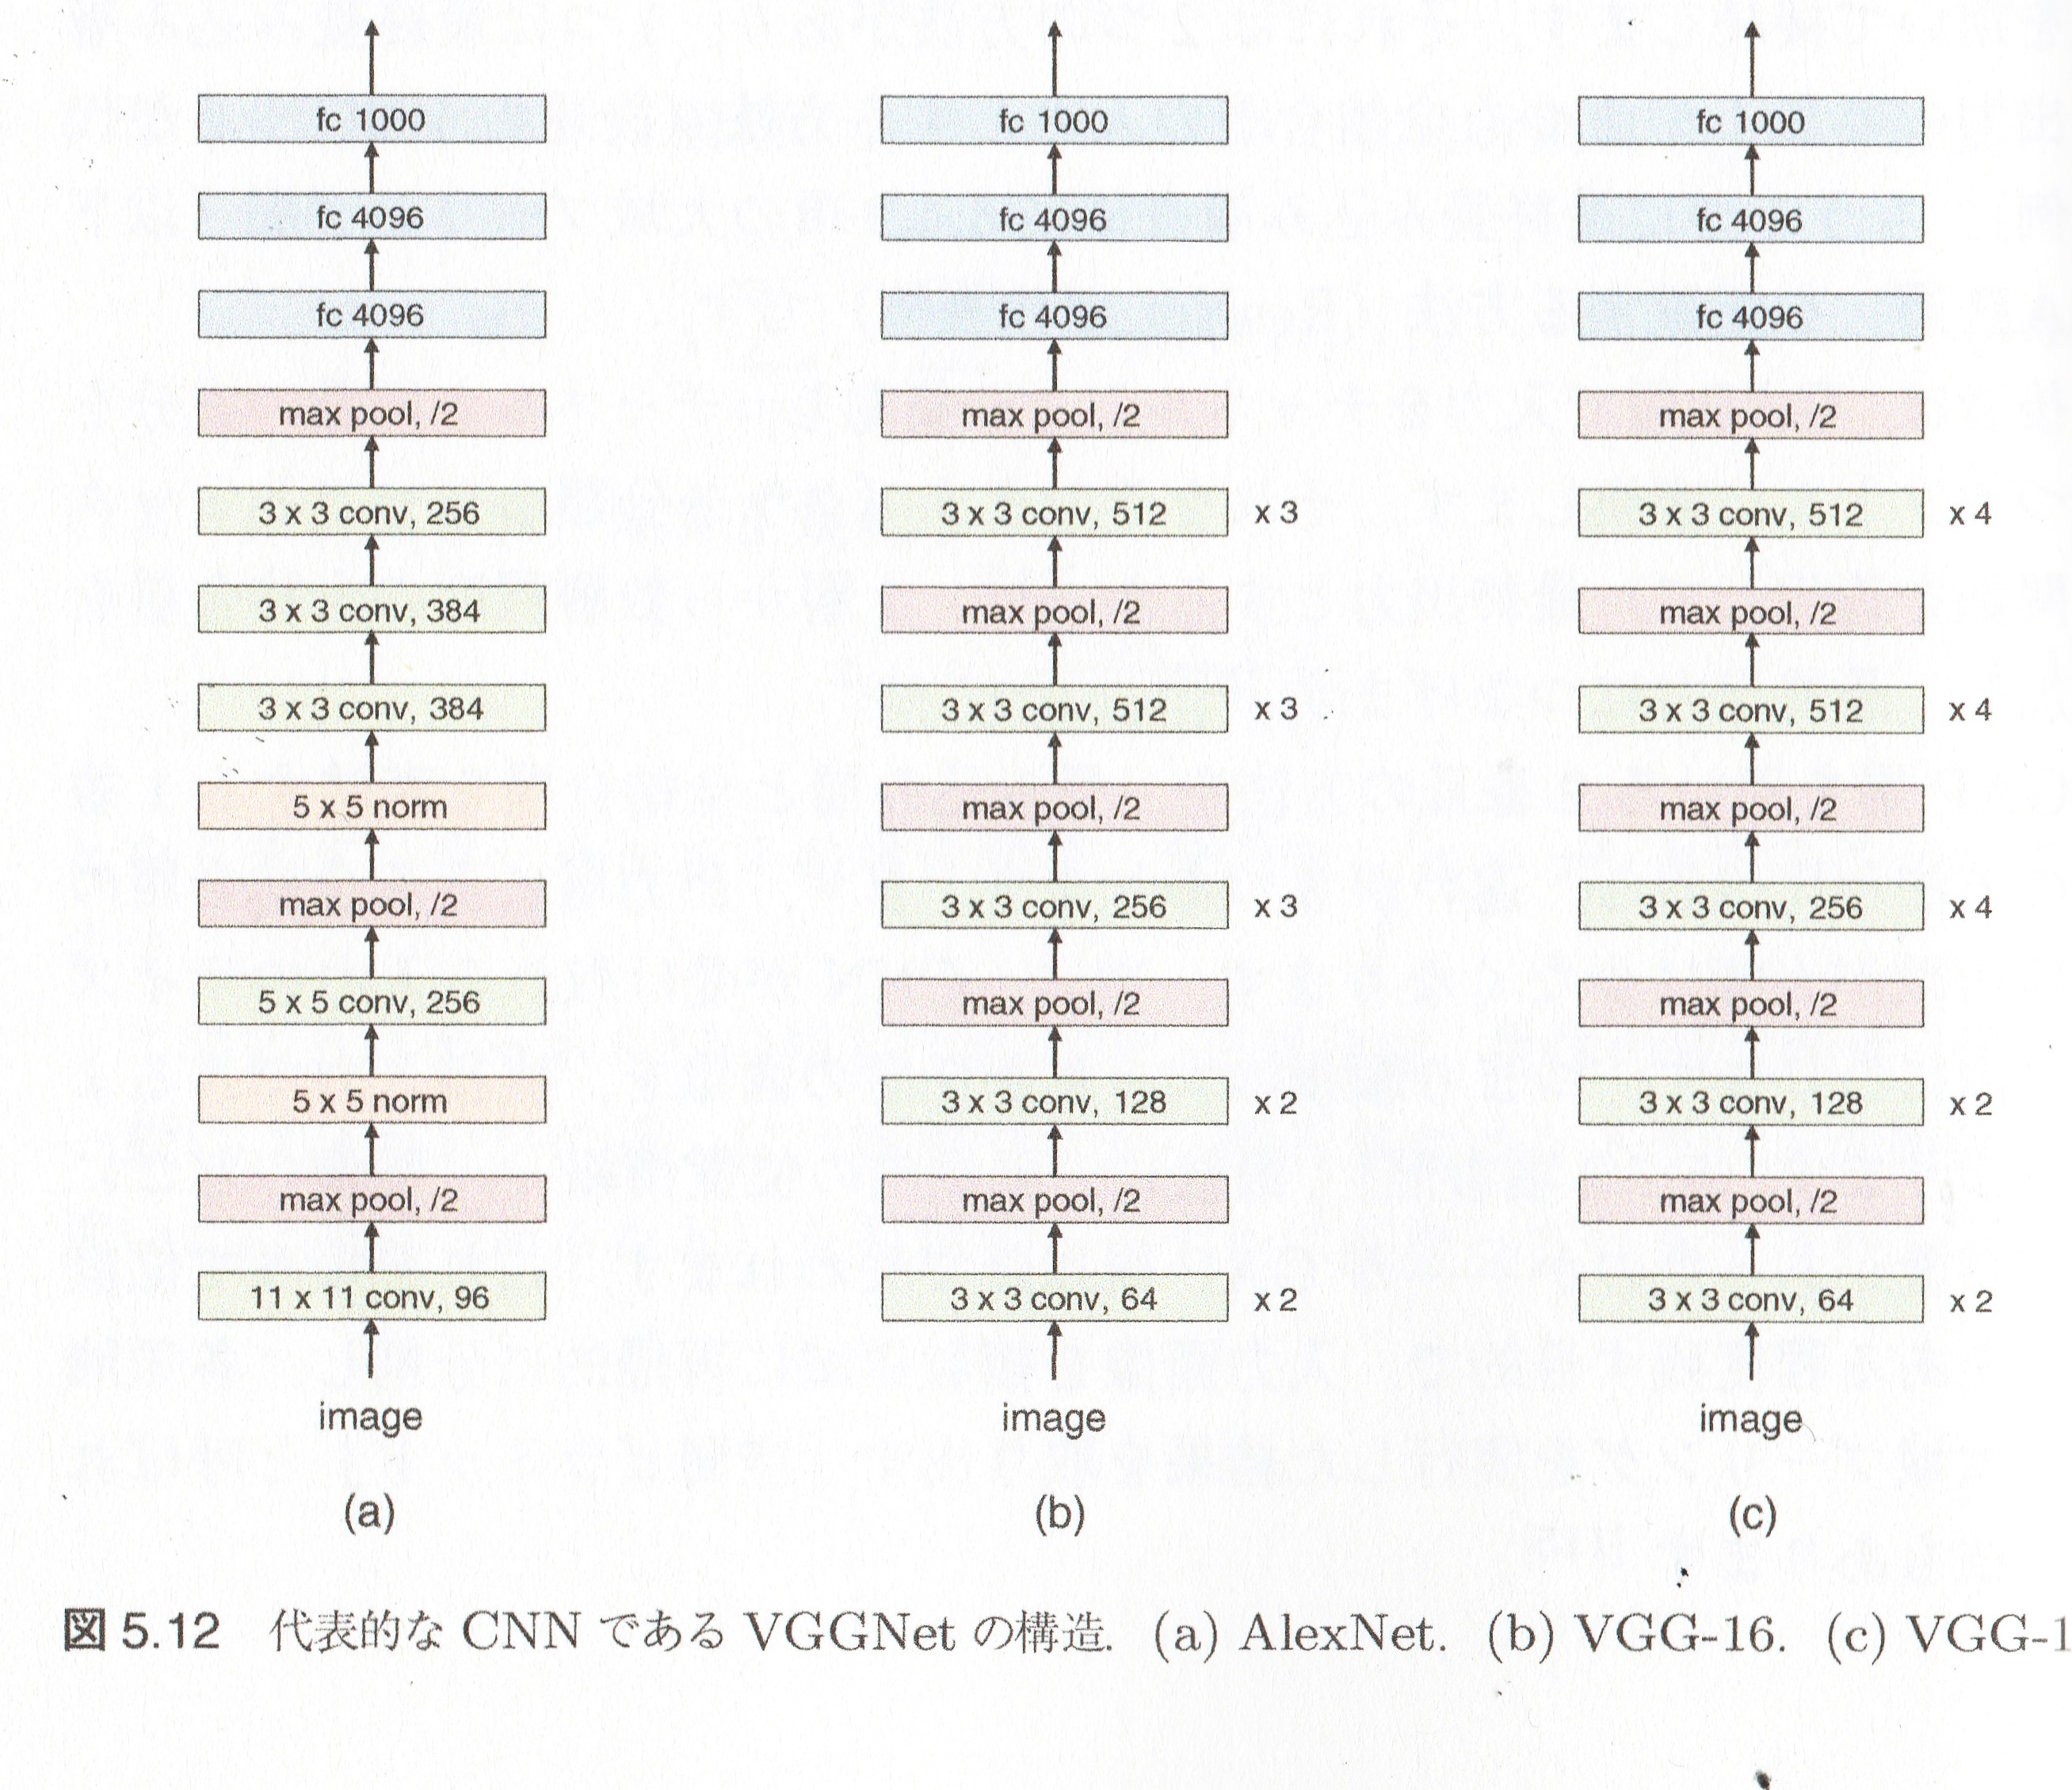 fc 1000
fc 4096
fc 4096
max pool, /2
3 x 3 conv, 256
3 x 3 conv, 384
3 x 3 conv, 384
5 x 5 norm
max pool, /2
5 x 5 conv, 256
5 x 5 norm
max pool, /2
11 x 11 conv, 96
image
(a)
fc 1000
fc 4096
fc 4096
max pool, /2
3 x 3 conv, 512 x 3
max pool, /2
3 x 3 conv, 512 x 3
max pool, /2
3 x 3 conv, 256 x 3
max pool, /2
3 x 3 conv, 128 x 2
max pool, /2
3 x 3 conv, 64 x 2
image
(b)
fc 1000
fc 4096
fc 4096
max pool, /2
3 x 3 conv, 512 x 4
max pool, /2
3 x 3 conv, 512 x 4
max pool, /2
3 x 3 conv, 256 x 4
max pool, /2
3 x 3 conv, 128 x 2
max pool, /2
3 x 3 conv, 64 x 2
image
(c)
図 5.12 代表的な CNN である VGGNet の構造. (a) AlexNet. (b) VGG-16. (c) VGG-1